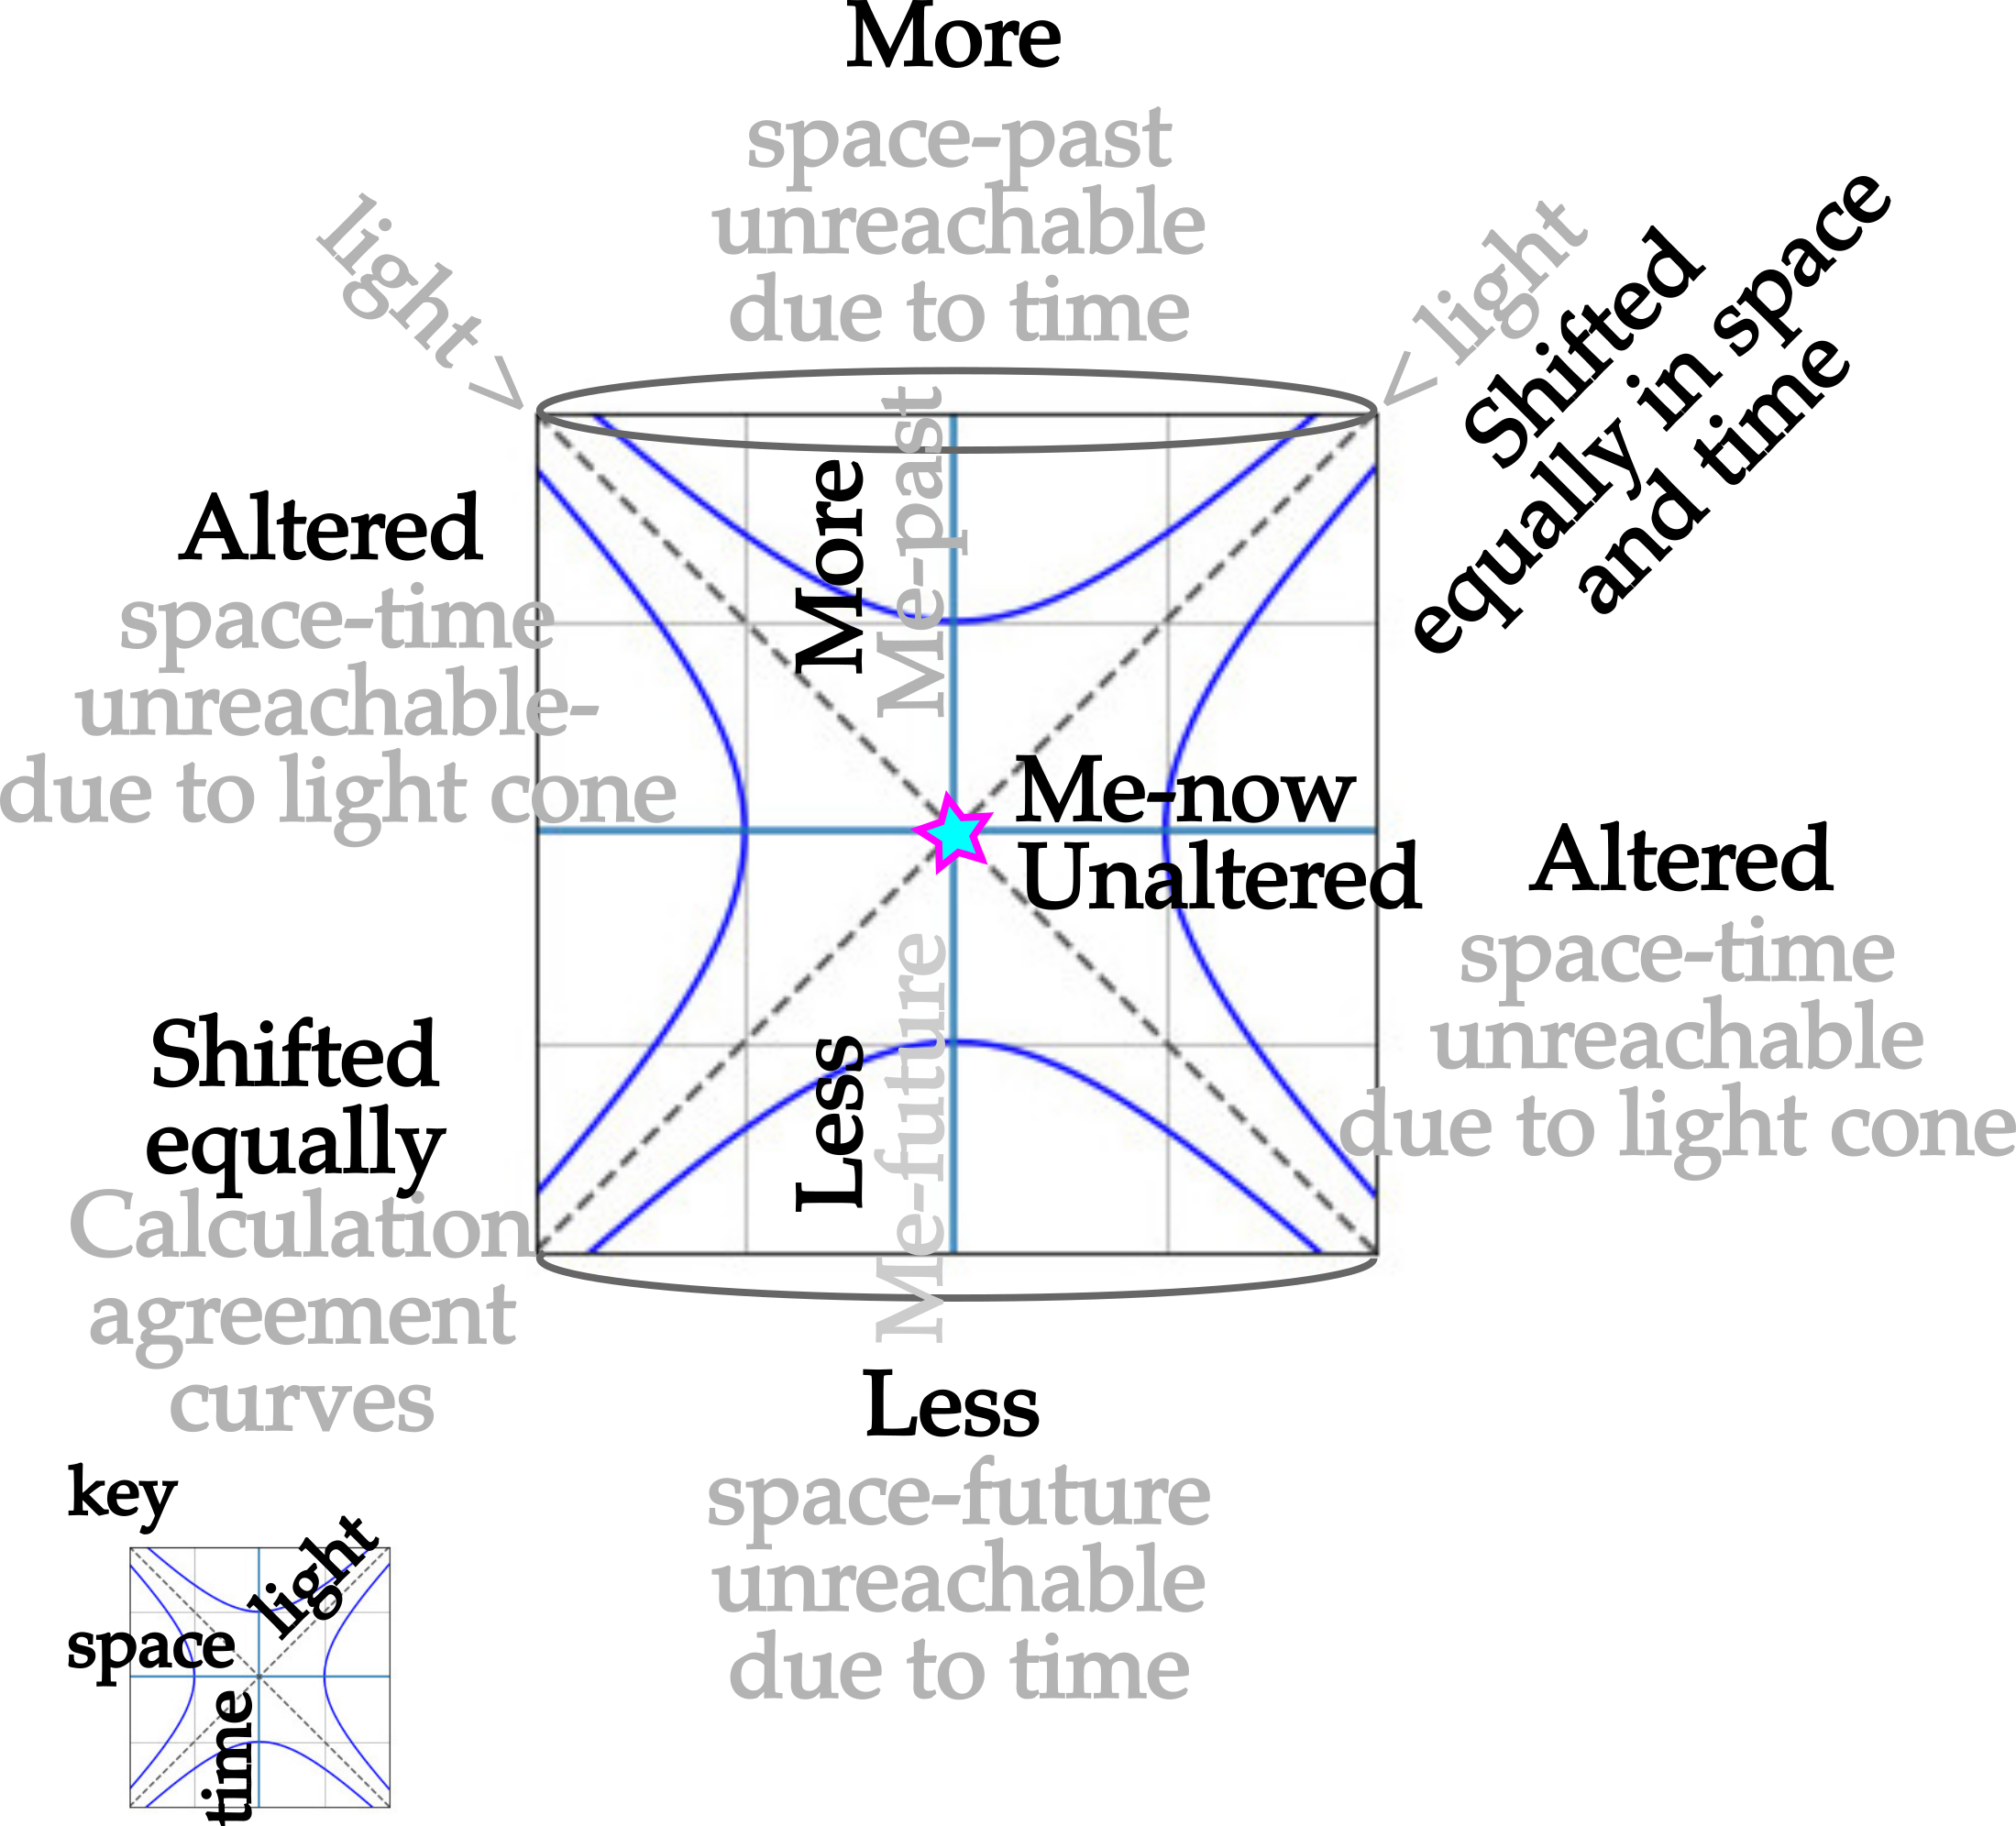 More
space-past
unreachable
due to time
light >
< light
Shifted
equally in space
and time
Altered
space-time
unreachable-
due to light cone
More
Me-past
Me-now
Unaltered
Altered
space-time
unreachable
due to light cone
Less
Me-future
Shifted
equally
Calculation
agreement
curves
Less
space-future
unreachable
due to time
key
light
space
time